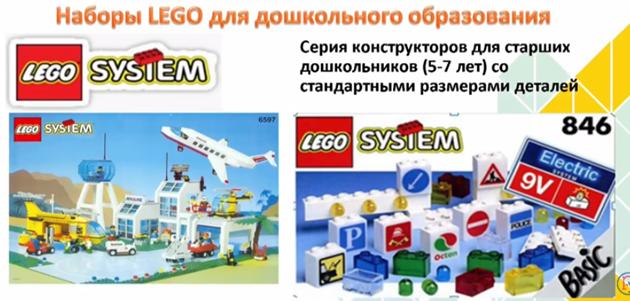 Наборы LEGO для дошкольного образования
LEGO SYSTEM
Серия конструкторов для старших
дошкольников (5-7 лет) со
стандартными размерами деталей
LEGO SYSTEM
6597
LEGO SYSTEM
846
Electric
SYSTEM
9V
P
POLICE
Octan
BASIC